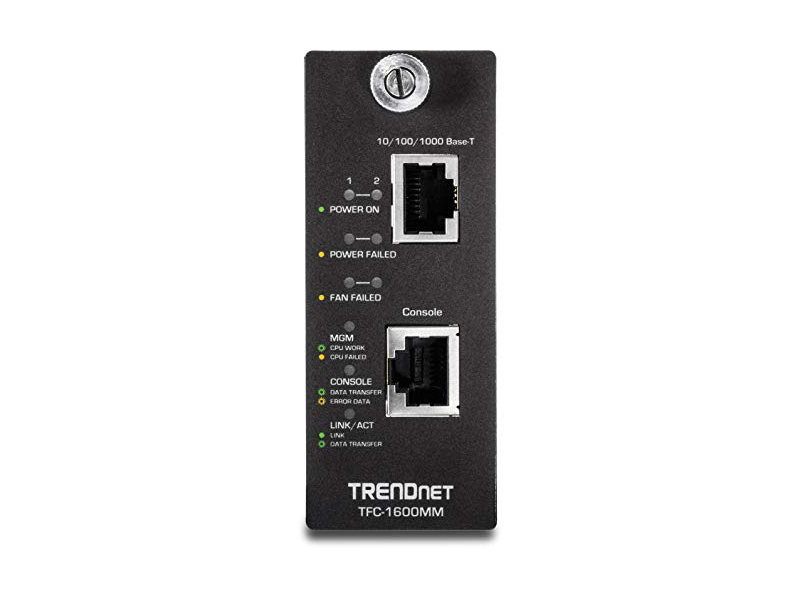 10/100/1000 Base-T
1 2
POWER ON
POWER FAILED
FAN FAILED
Console
MGM
CPU WORK
CPU FAILED
CONSOLE
DATA TRANSFER
ERROR DATA
LINK/ACT
LINK
DATA TRANSFER
TRENDNET
TFC-1600MM